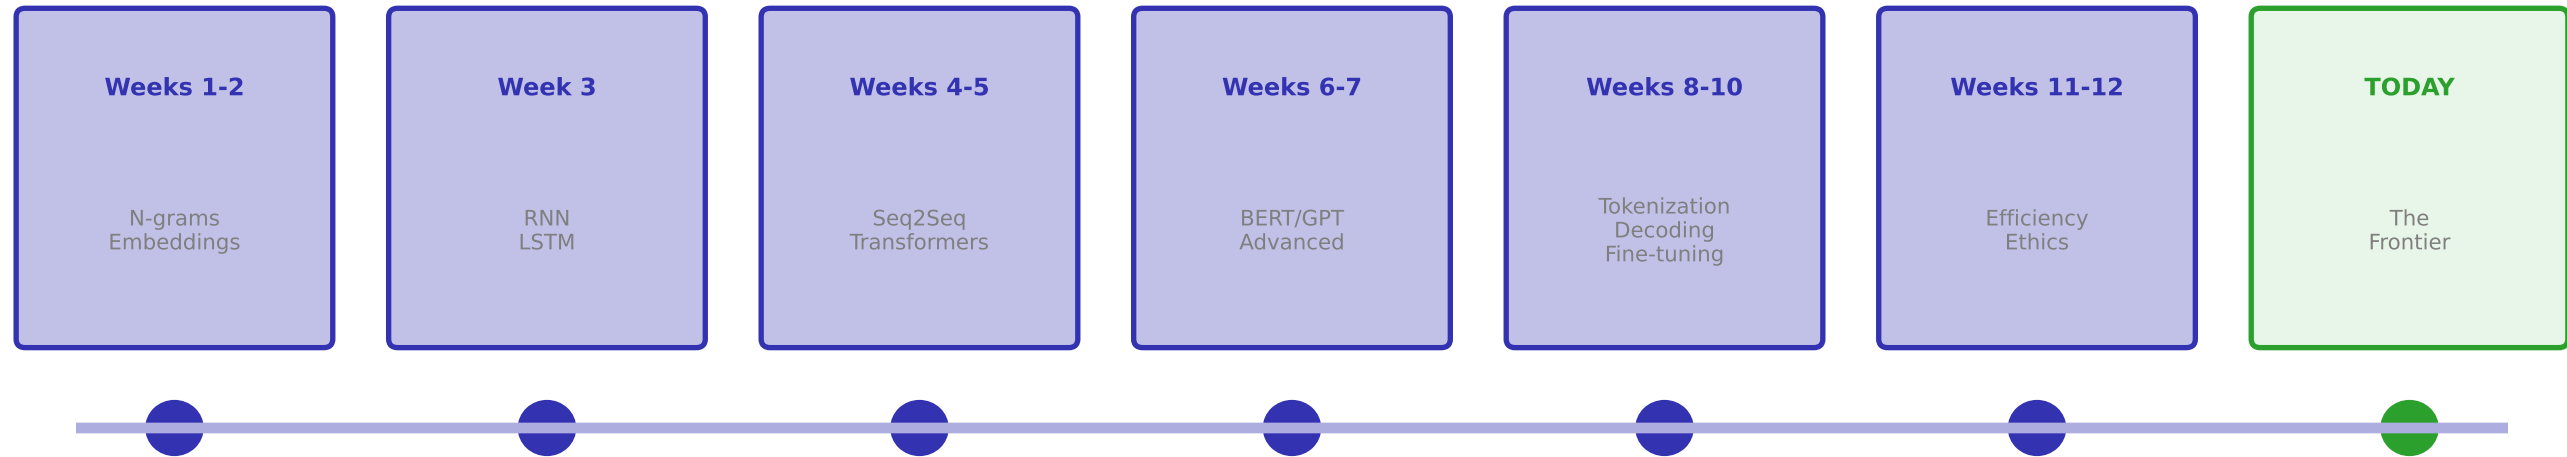 Weeks 1-2
N-grams
Embeddings
Week 3
RNN
LSTM
Weeks 4-5
Seq2Seq
Transformers
Weeks 6-7
BERT/GPT
Advanced
Weeks 8-10
Tokenization
Decoding
Fine-tuning
Weeks 11-12
Efficiency
Ethics
TODAY
The
Frontier